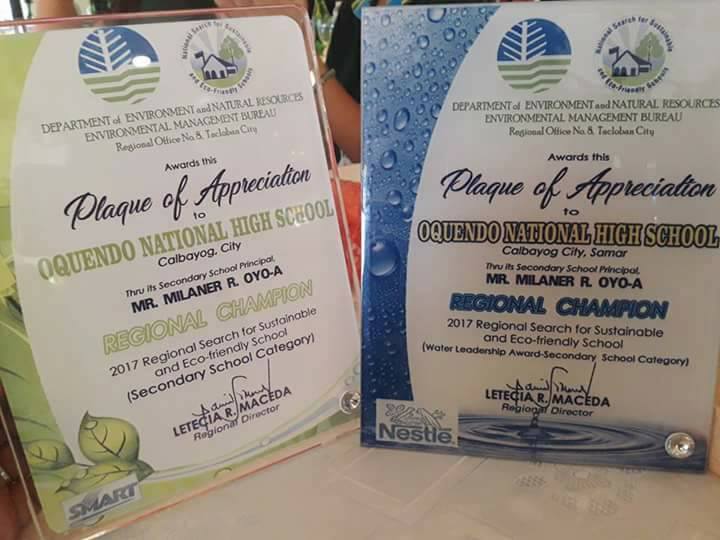 National Search for Sustainable
and Eco-Friendly Schools
DEPARTMENT of ENVIRONMENT and NATURAL RESOURCES
ENVIRONMENTAL MANAGEMENT BUREAU
Regional Office No. 8, Tacloban City
Awards this
Plaque of Appreciation
to
OQUENDO NATIONAL HIGH SCHOOL
Calbayog, City
Thru its Secondary School Principal,
MR. MILANER R. OYO-A
REGIONAL CHAMPION
2017 Regional Search for Sustainable
and Eco-friendly School
(Secondary School Category)
LETECIA R. MACEDA
Regional Director
SMART
National Search for Sustainable
and Eco-Friendly Schools
DEPARTMENT of ENVIRONMENT and NATURAL RESOURCES
ENVIRONMENTAL MANAGEMENT BUREAU
Regional Office No. 8, Tacloban City
Awards this
Plaque of Appreciation
to
OQUENDO NATIONAL HIGH SCHOOL
Calbayog City, Samar
Thru its Secondary School Principal,
MR. MILANER R. OYO-A
REGIONAL CHAMPION
2017 Regional Search for Sustainable
and Eco-friendly School
(Water Leadership Award-Secondary School Category)
LETECIA R. MACEDA
Regional Director
Nestlé